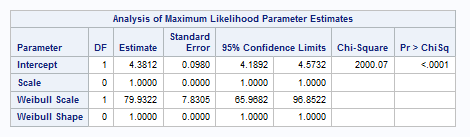 Analysis of Maximum Likelihood Parameter Estimates
Parameter DF Estimate Standard Error 95% Confidence Limits Chi-Square Pr > ChiSq
Intercept 1 4.3812 0.0980 4.1892 4.5732 2000.07 <.0001
Scale 0 1.0000 0.0000 1.0000 1.0000
Weibull Scale 1 79.9322 7.8305 65.9682 96.8522
Weibull Shape 0 1.0000 0.0000 1.0000 1.0000